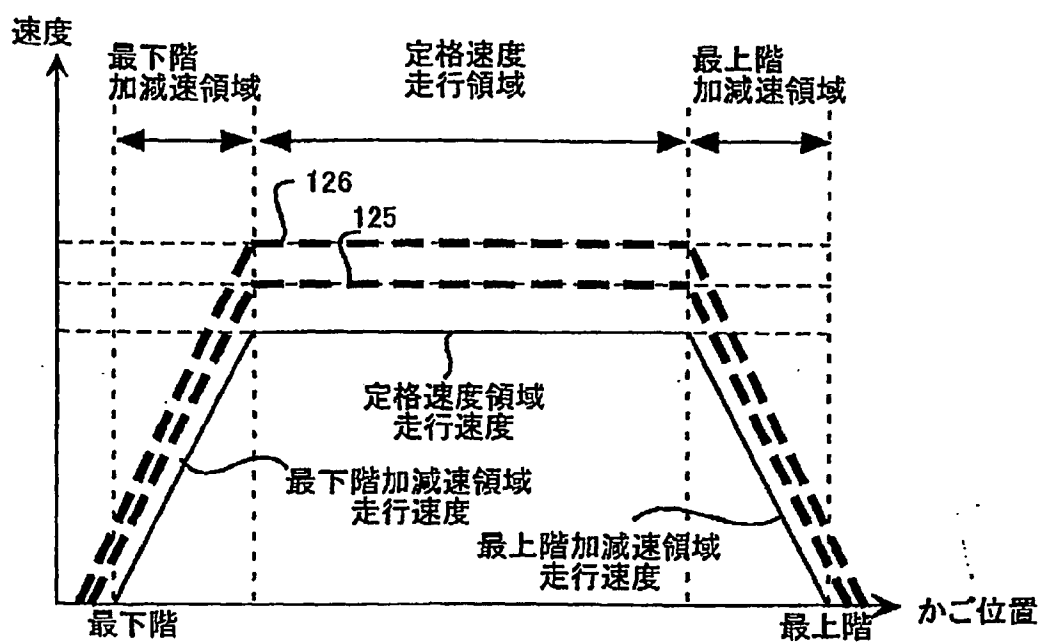 速度
最下階
加減速領域
定格速度
走行領域
最上階
加減速領域
126
125
定格速度領域
走行速度
最下階加減速領域
走行速度
最上階加減速領域
走行速度
最下階
最上階
かご位置